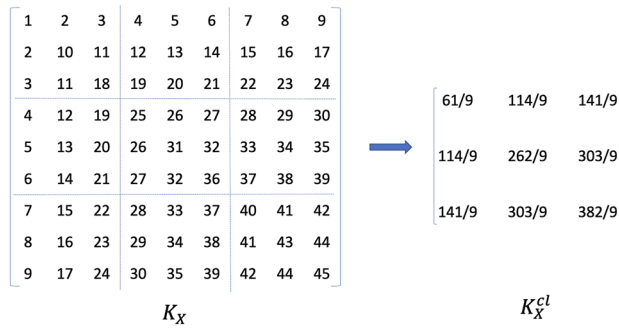 1 2 3 4 5 6 7 8 9
2 10 11 12 13 14 15 16 17
3 11 18 19 20 21 22 23 24
4 12 19 25 26 27 28 29 30
5 13 20 26 31 32 33 34 35
6 14 21 27 32 36 37 38 39
7 15 22 28 33 37 40 41 42
8 16 23 29 34 38 41 43 44
9 17 24 30 35 39 42 44 45
K_X
61/9 114/9 141/9
114/9 262/9 303/9
141/9 303/9 382/9
K_X^{cl}